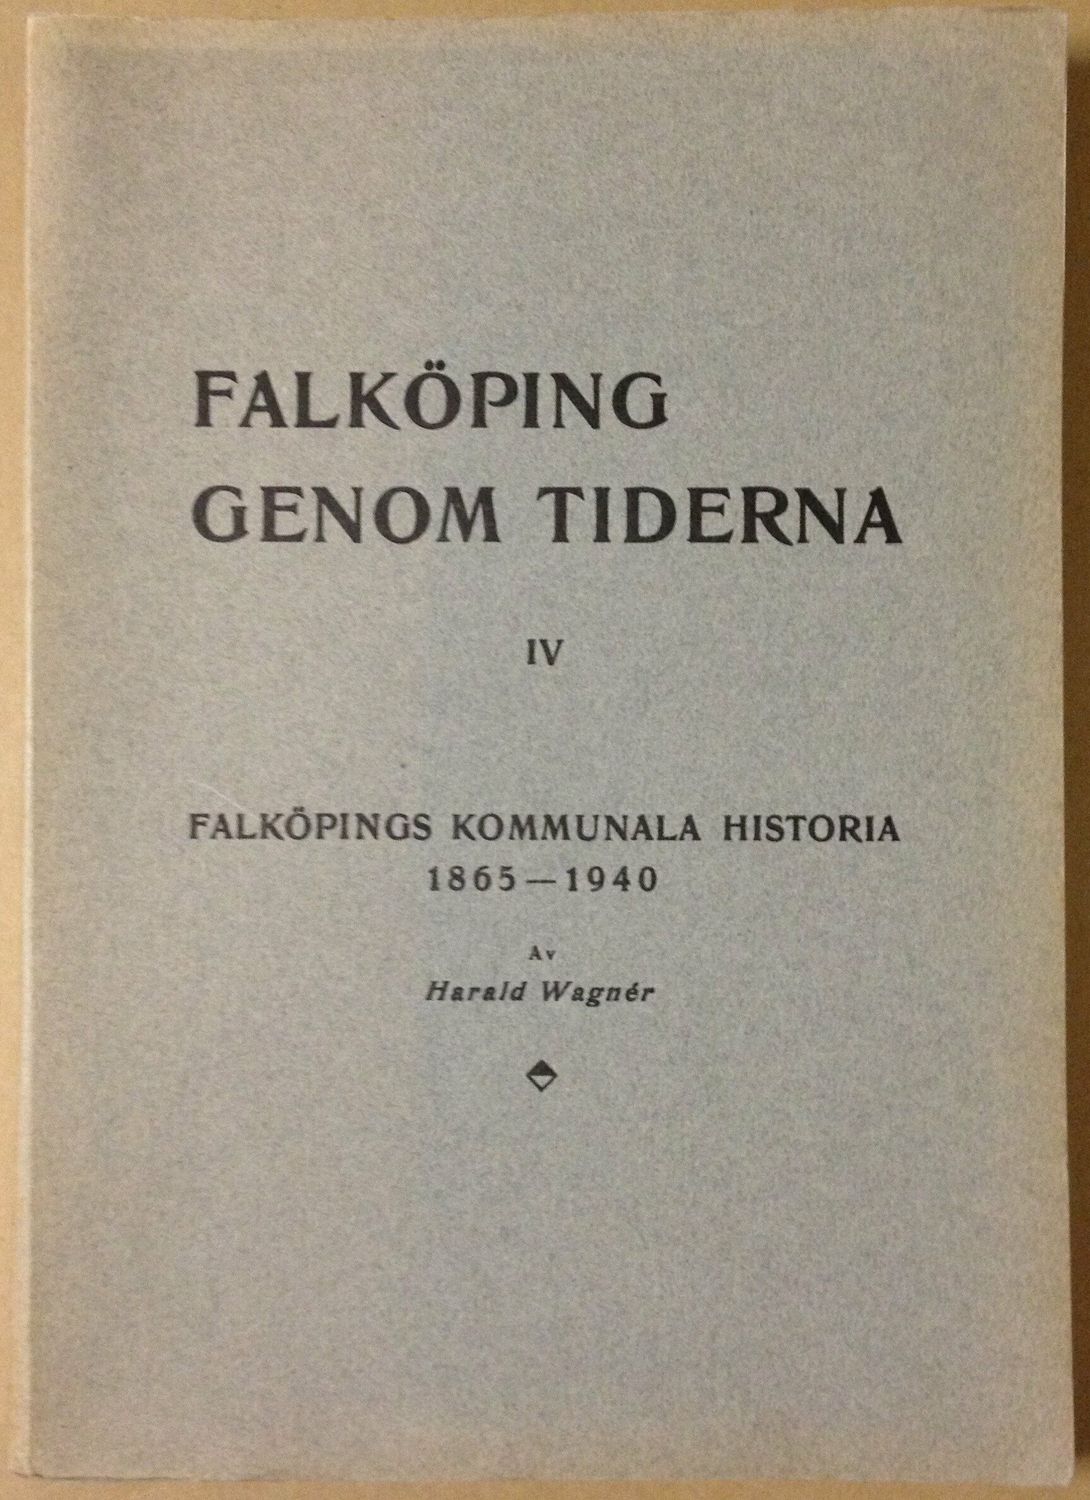 FALKÖPING
GENOM TIDERNA
IV
FALKÖPINGS KOMMUNALA HISTORIA
1865—1940
Av
Harald Wagnér